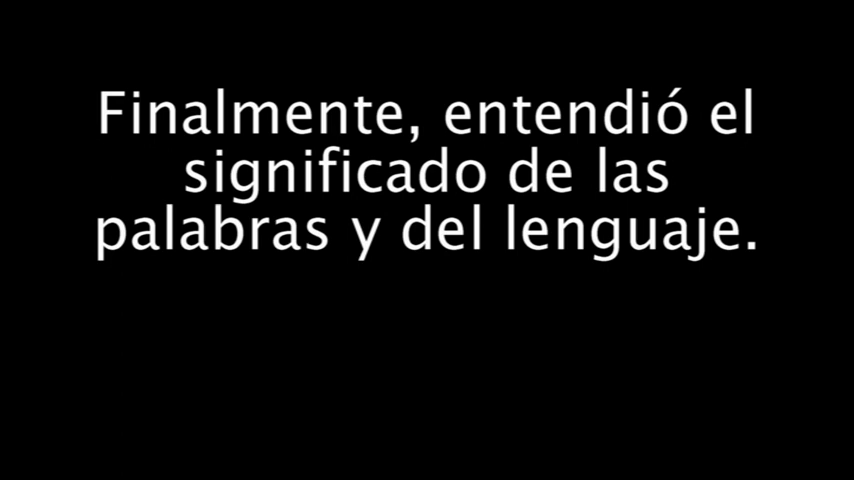 Finalmente, entendió el
significado de las
palabras y del lenguaje.